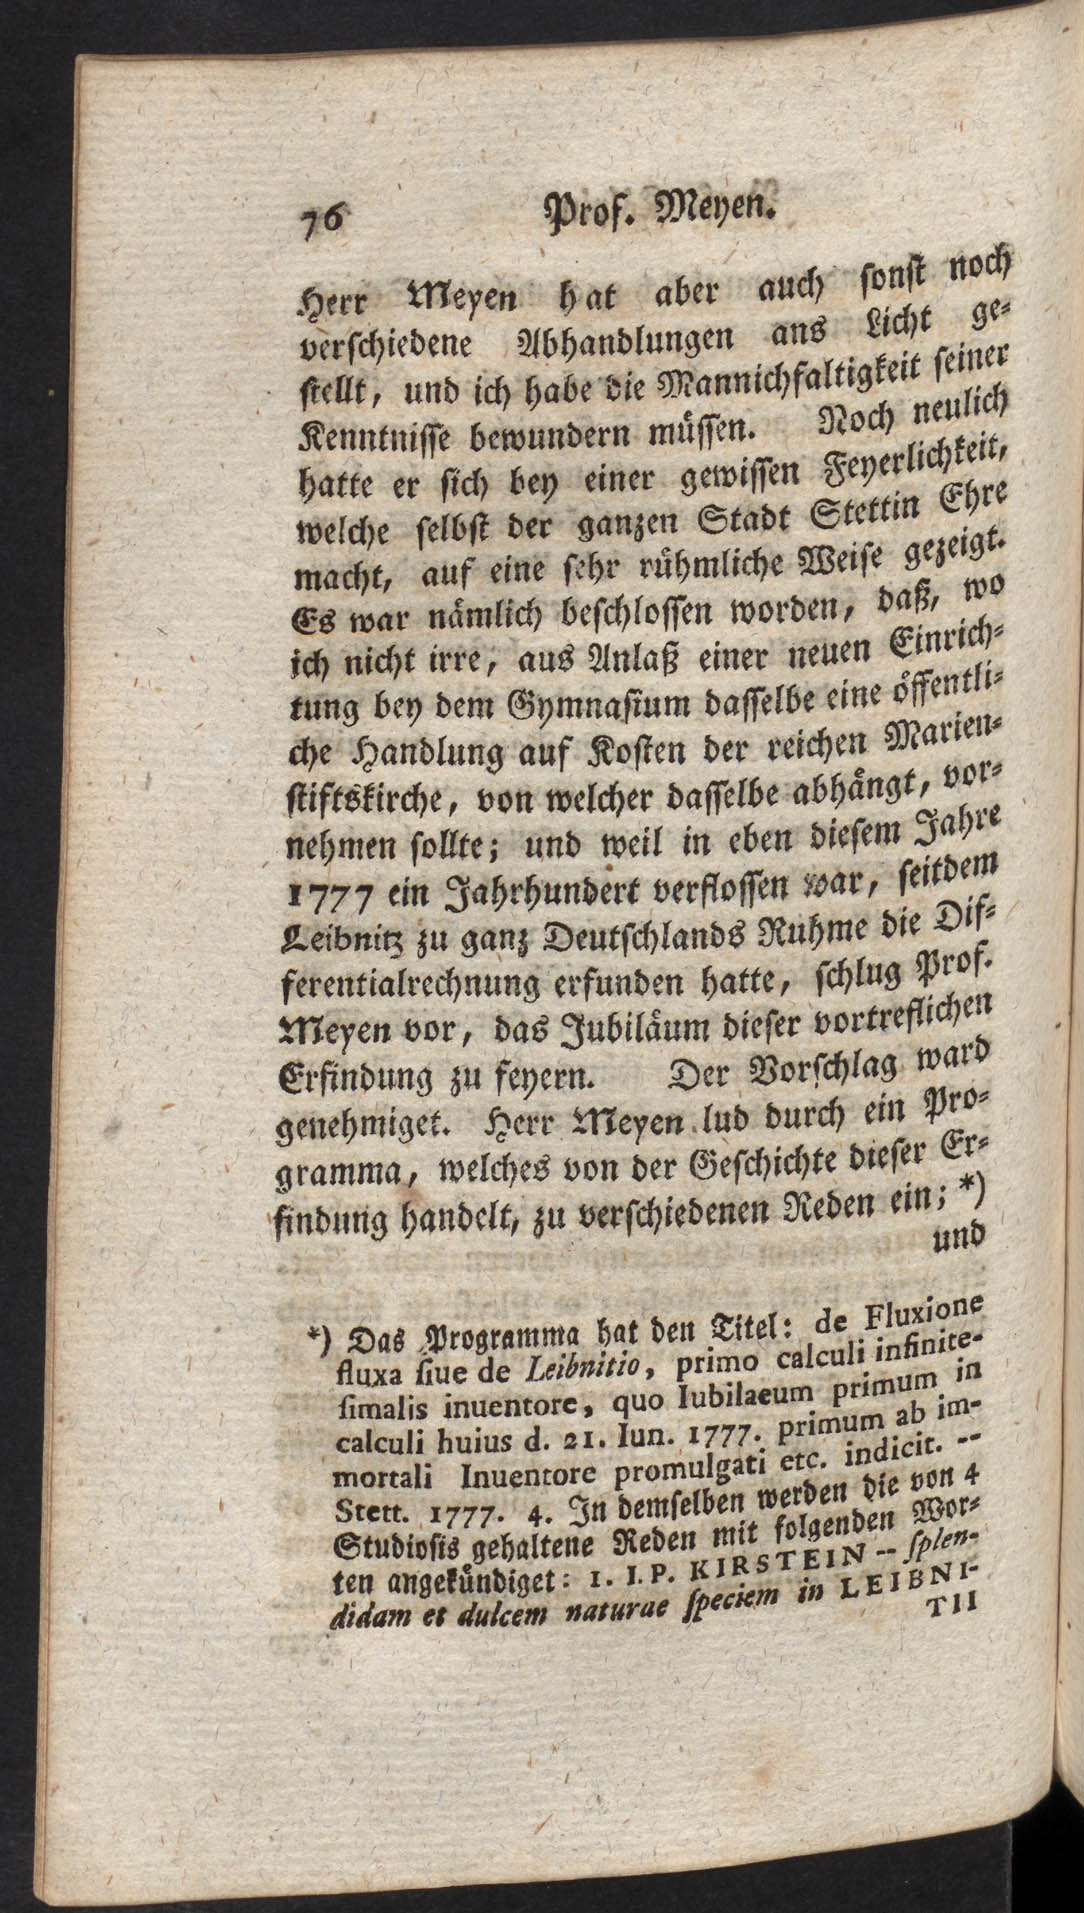 76 Prof. Meyen.
Herr Meyen hat aber auch ſonſt noch
verſchiedene Abhandlungen ans Licht ge-
ſtellt, und ich habe die Mannichfaltigkeit ſeiner
Kenntniſſe bewundern müſſen. Noch neulich
hatte er ſich bey einer gewiſſen Feyerlichkeit,
welche ſelbſt der ganzen Stadt Stettin Ehre
macht, auf eine ſehr rühmliche Weiſe gezeigt.
Es war nämlich beſchloſſen worden, daß, wo
ich nicht irre, aus Anlaß einer neuen Einrich-
tung bey dem Gymnaſium daſſelbe eine öffentli-
che Handlung auf Koſten der reichen Marien-
ſtiftskirche, von welcher daſſelbe abhängt, vor-
nehmen ſollte; und weil in eben dieſem Jahre
1777 ein Jahrhundert verfloſſen war, ſeitdem
Leibnitz zu ganz Deutſchlands Ruhme die Dif-
ferentialrechnung erfunden hatte, ſchlug Prof.
Meyen vor, das Jubiläum dieſer vortreflichen
Erfindung zu feyern. Der Vorſchlag ward
genehmiget. Herr Meyen lud durch ein Pro-
gramma, welches von der Geſchichte dieſer Er-
findung handelt, zu verſchiedenen Reden ein; *)
und
*) Das Programma hat den Titel: de Fluxione
fluxa ſiue de Leibnitio, primo calculi infinite-
ſimalis inuentore, quo Iubilaeum primum in
calculi huius d. 21. Iun. 1777. primum ab im-
mortali Inuentore promulgati etc. indicit. --
Stett. 1777. 4. In demſelben werden die von 4
Studioſis gehaltene Reden mit folgenden Wor-
ten angekündiget: 1. I. P. KIRSTEIN -- ſplen-
didam et dulcem naturae ſpeciem in LEIBNI-
TII